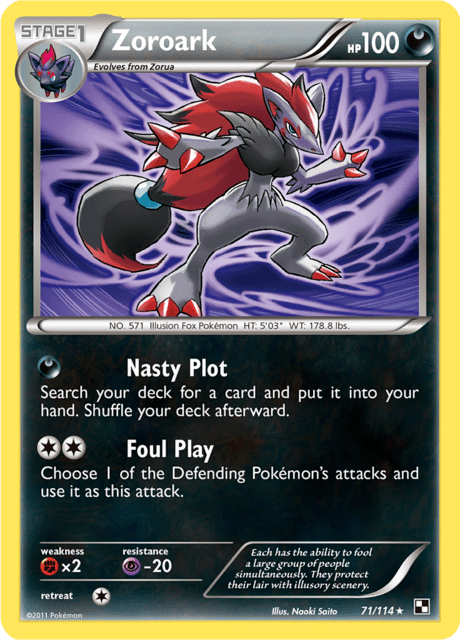 STAGE1
Zoroark
HP100
Evolves from Zorua
NO. 571 Illusion Fox Pokémon HT: 5'03" WT: 178.8 lbs.
Nasty Plot
Search your deck for a card and put it into your
hand. Shuffle your deck afterward.
Foul Play
Choose 1 of the Defending Pokémon's attacks and
use it as this attack.
weakness
×2
resistance
-20
retreat
Each has the ability to fool
a large group of people
simultaneously. They protect
their lair with illusory scenery.
©2011 Pokémon
Illus. Naoki Saito
71/114 ★